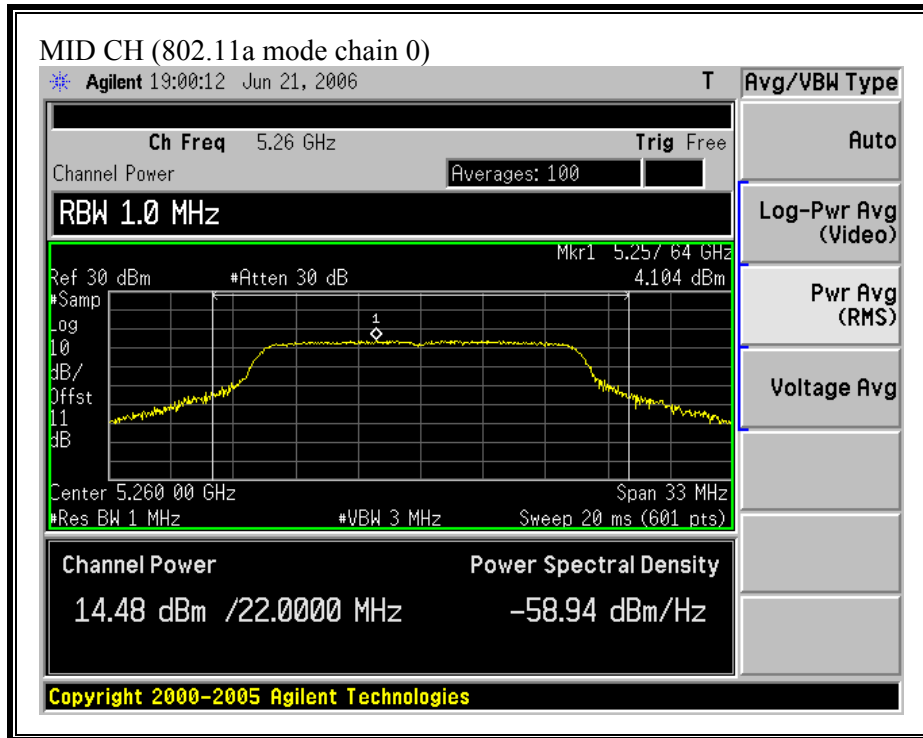 MID CH (802.11a mode chain 0)
Agilent 19:00:12 Jun 21, 2006 T
Avg/VBW Type
Ch Freq 5.26 GHz Trig Free
Channel Power Averages: 100
RBW 1.0 MHz
Mkr1 5.257 64 GHz
Ref 30 dBm #Atten 30 dB 4.104 dBm
#Samp
Log
1
10
dB/
Offst
11
dB
Center 5.260 00 GHz Span 33 MHz
#Res BW 1 MHz #VBW 3 MHz Sweep 20 ms (601 pts)
Channel Power Power Spectral Density
14.48 dBm /22.0000 MHz -58.94 dBm/Hz
Auto
Log-Pwr Avg
(Video)
Pwr Avg
(RMS)
Voltage Avg
Copyright 2000-2005 Agilent Technologies